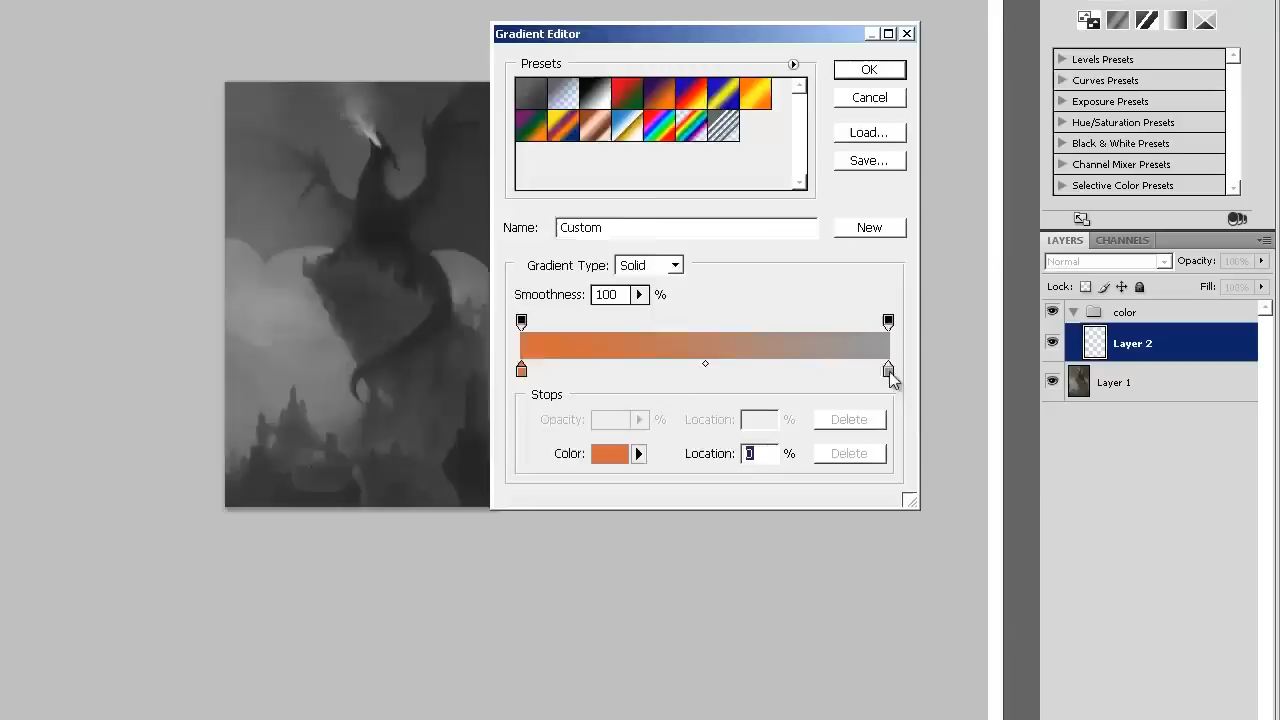 Gradient Editor
Presets
OK
Cancel
Load...
Save...
Name: Custom New
Gradient Type: Solid
Smoothness: 100 %
Stops
Opacity: % Location: % Delete
Color: Location: 0 % Delete
Levels Presets
Curves Presets
Exposure Presets
Hue/Saturation Presets
Black & White Presets
Channel Mixer Presets
Selective Color Presets
LAYERS CHANNELS
Normal Opacity: 100%
Lock: Fill: 100%
color
Layer 2
Layer 1